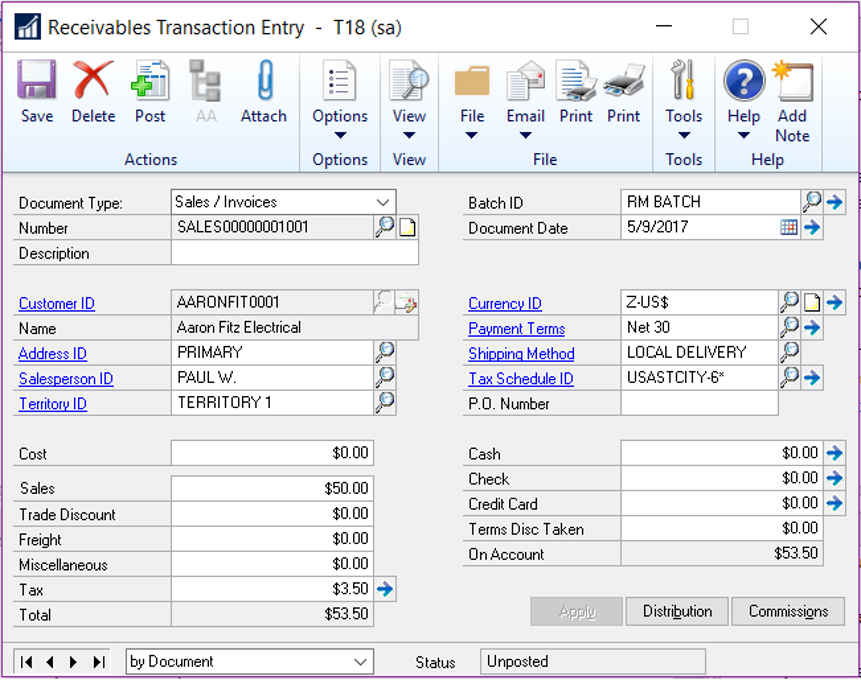 Receivables Transaction Entry - T18 (sa)
Save Delete Post AA Attach Options View File Email Print Print Tools Help Add Note
Actions Options View File Tools Help
Document Type: Sales / Invoices
Batch ID RM BATCH
Number SALES00000001001
Document Date 5/9/2017
Description
Customer ID AARONFIT0001
Currency ID Z-US$
Name Aaron Fitz Electrical
Payment Terms Net 30
Address ID PRIMARY
Shipping Method LOCAL DELIVERY
Salesperson ID PAUL W.
Tax Schedule ID USASTCITY-6*
Territory ID TERRITORY 1
P.O. Number
Cost $0.00
Cash $0.00
Check $0.00
Sales $50.00
Credit Card $0.00
Trade Discount $0.00
Terms Disc Taken $0.00
Freight $0.00
On Account $53.50
Miscellaneous $0.00
Tax $3.50
Total $53.50
Apply Distribution Commissions
by Document Status Unposted